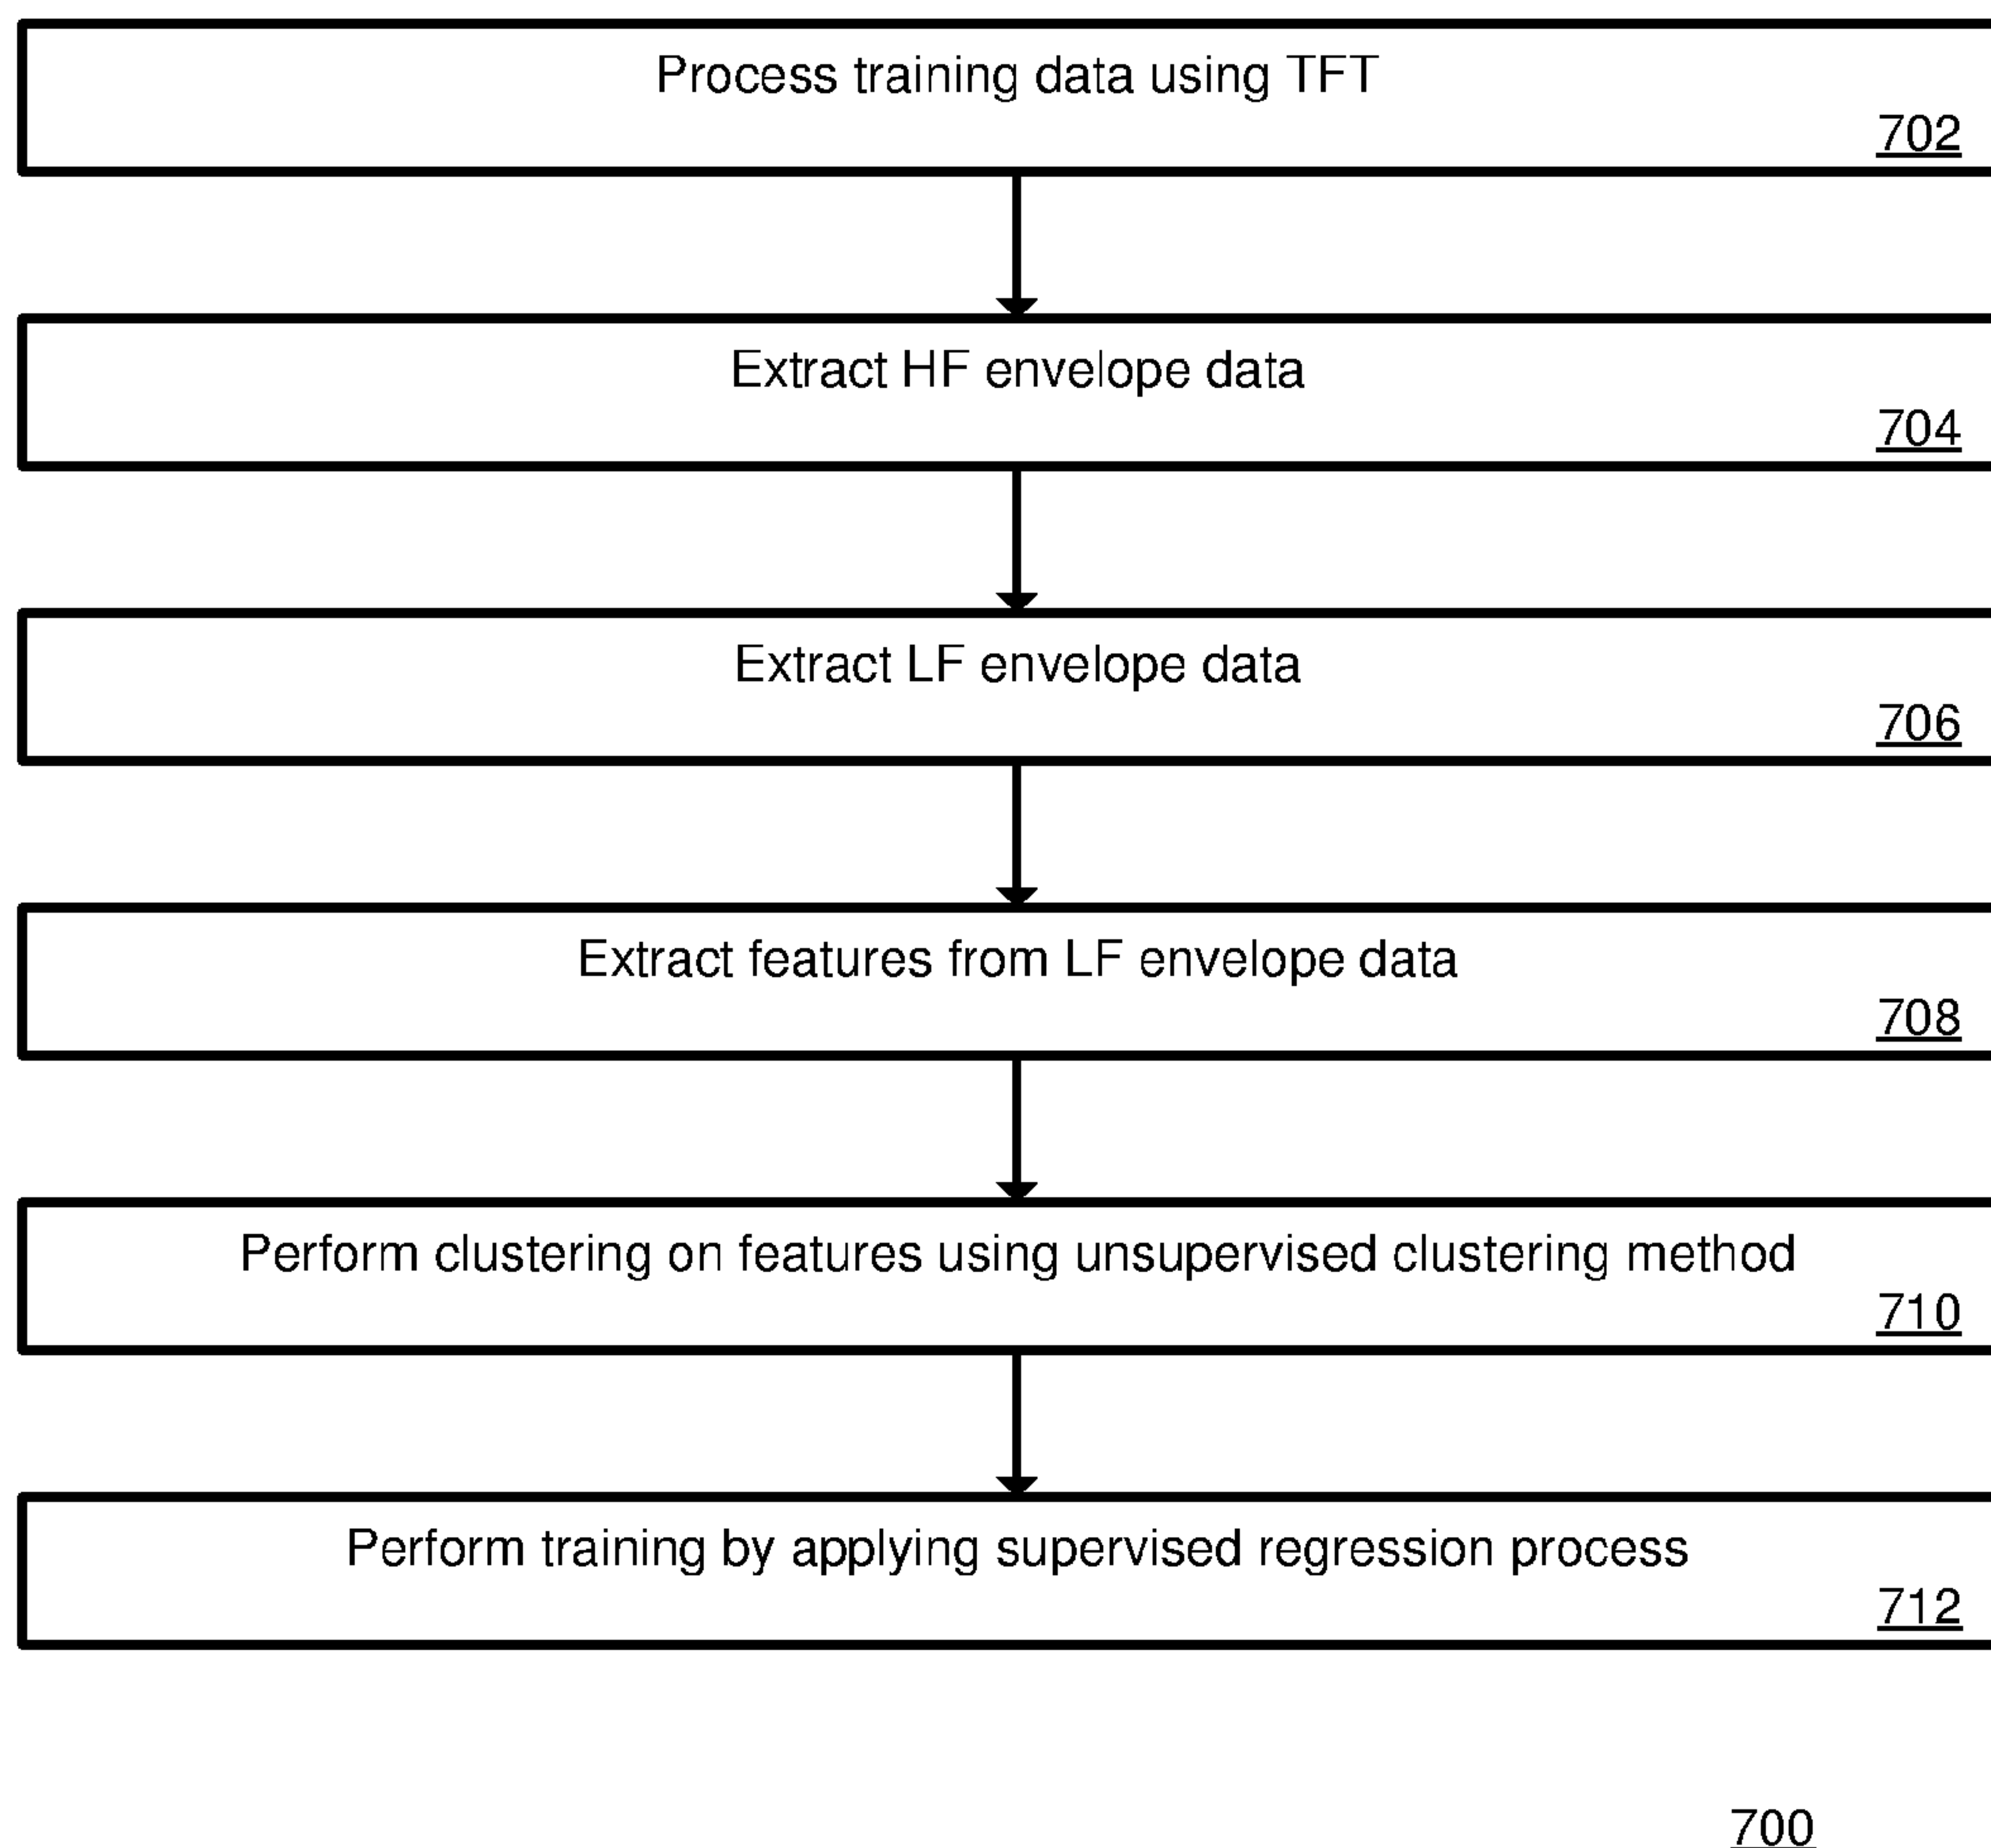 Process training data using TFT
702
Extract HF envelope data
704
Extract LF envelope data
706
Extract features from LF envelope data
708
Perform clustering on features using unsupervised clustering method
710
Perform training by applying supervised regression process
712
700